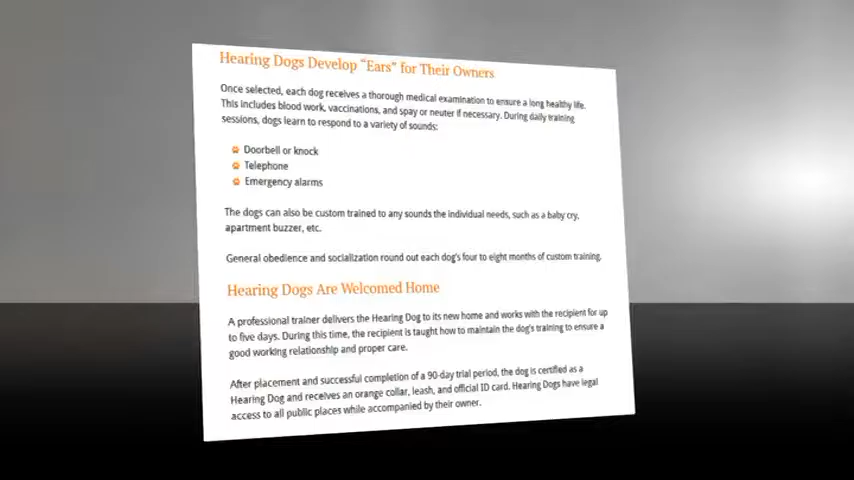 Hearing Dogs Develop “Ears” for Their Owners
Once selected, each dog receives a thorough medical examination to ensure a long healthy life.
This includes blood work, vaccinations, and spay or neuter if necessary. During daily training
sessions, dogs learn to respond to a variety of sounds:
Doorbell or knock
Telephone
Emergency alarms
The dogs can also be custom trained to any sounds the individual needs, such as a baby cry,
apartment buzzer, etc.
General obedience and socialization round out each dog's four to eight months of custom training.
Hearing Dogs Are Welcomed Home
A professional trainer delivers the Hearing Dog to its new home and works with the recipient for up
to five days. During this time, the recipient is taught how to maintain the dog's training to ensure a
good working relationship and proper care.
After placement and successful completion of a 90-day trial period, the dog is certified as a
Hearing Dog and receives an orange collar, leash, and official ID card. Hearing Dogs have legal
access to all public places while accompanied by their owner.